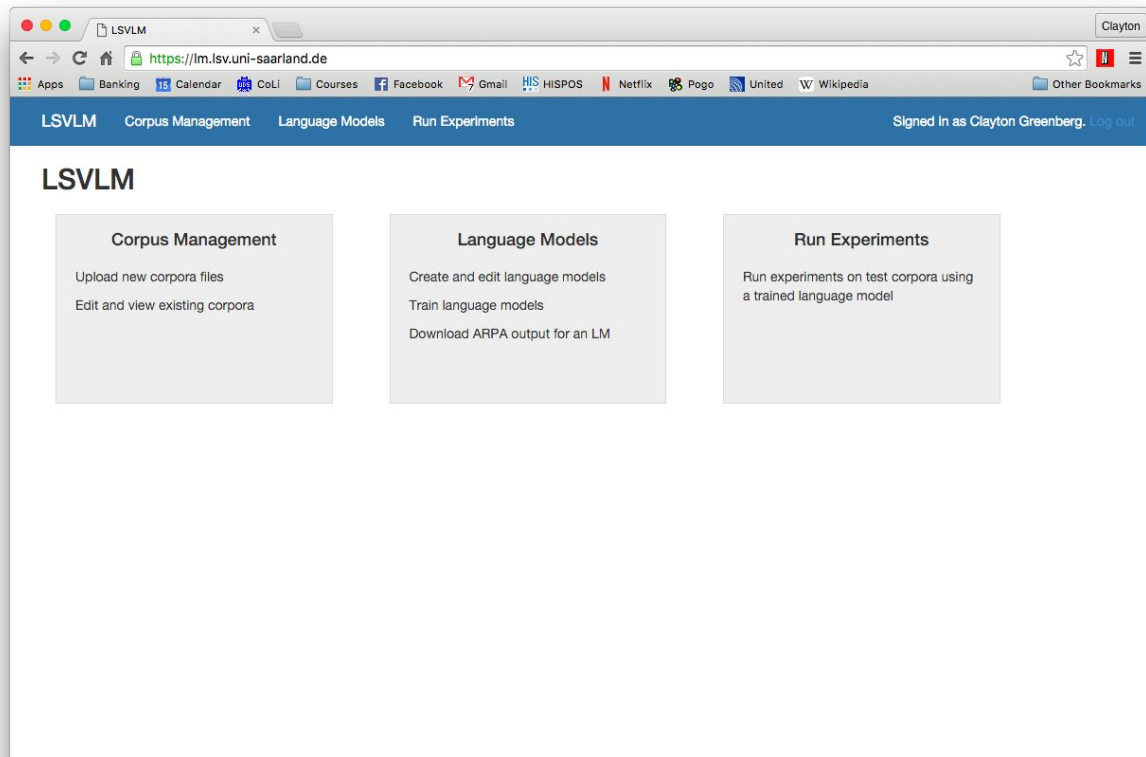 LSVLM
Clayton
https://lm.lsv.uni-saarland.de
Apps Banking 15 Calendar UDS CoLi Courses Facebook Gmail HIS HISPOS Netflix Pogo United W Wikipedia Other Bookmarks
LSVLM Corpus Management Language Models Run Experiments Signed in as Clayton Greenberg. Log out
LSVLM
Corpus Management
Upload new corpora files
Edit and view existing corpora
Language Models
Create and edit language models
Train language models
Download ARPA output for an LM
Run Experiments
Run experiments on test corpora using
a trained language model